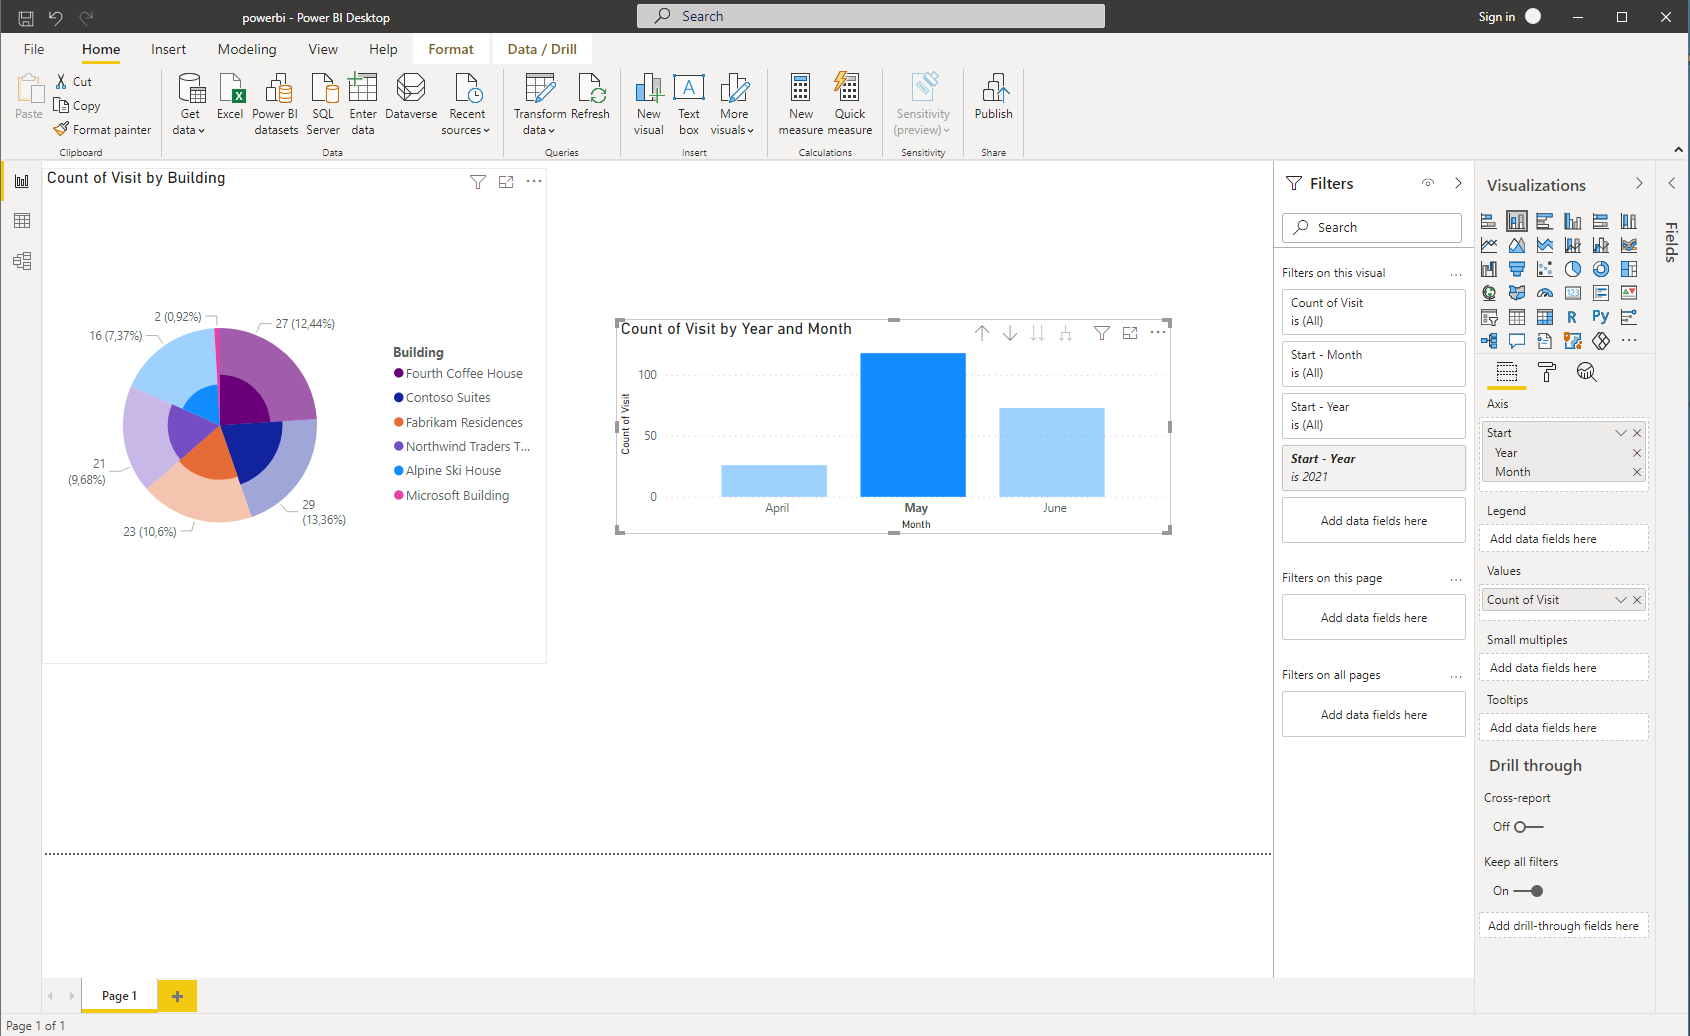 powerbi - Power BI Desktop
Search
Sign in
File
Home
Insert
Modeling
View
Help
Format
Data / Drill
Paste
Cut
Copy
Format painter
Clipboard
Get
data
Excel
Power BI
datasets
SQL
Server
Enter
data
Dataverse
Recent
sources
Data
Transform
data
Refresh
Queries
New
visual
A
Text
box
More
visuals
Insert
New
measure
Quick
measure
Calculations
Sensitivity
(preview)
Sensitivity
Publish
Share
Count of Visit by Building
2 (0,92%)
27 (12,44%)
16 (7,37%)
21
(9,68%)
23 (10,6%)
29
(13,36%)
Building
Fourth Coffee House
Contoso Suites
Fabrikam Residences
Northwind Traders T...
Alpine Ski House
Microsoft Building
Count of Visit by Year and Month
Count of Visit
100
50
0
April
May
June
Month
Filters
Search
Filters on this visual
Count of Visit
is (All)
Start - Month
is (All)
Start - Year
is (All)
Start - Year
is 2021
Add data fields here
Filters on this page
Add data fields here
Filters on all pages
Add data fields here
Visualizations
123
R
Py
Axis
Start
Year
Month
Legend
Add data fields here
Values
Count of Visit
Small multiples
Add data fields here
Tooltips
Add data fields here
Drill through
Cross-report
Off
Keep all filters
On
Add drill-through fields here
Fields
Page 1
Page 1 of 1